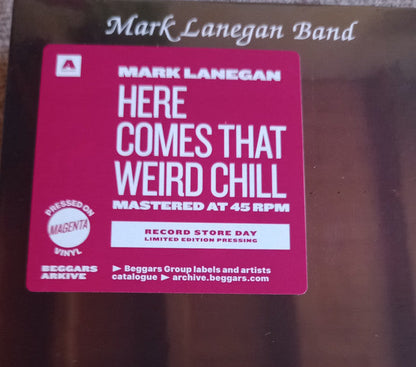 Mark Lanegan Band
A
MARK LANEGAN
HERE
COMES THAT
WEIRD CHILL
MASTERED AT 45 RPM
PRESSED ON
MAGENTA
VINYL
RECORD STORE DAY
LIMITED EDITION PRESSING
BEGGARS
ARKIVE
▶ Beggars Group labels and artists
catalogue ▶ archive.beggars.com